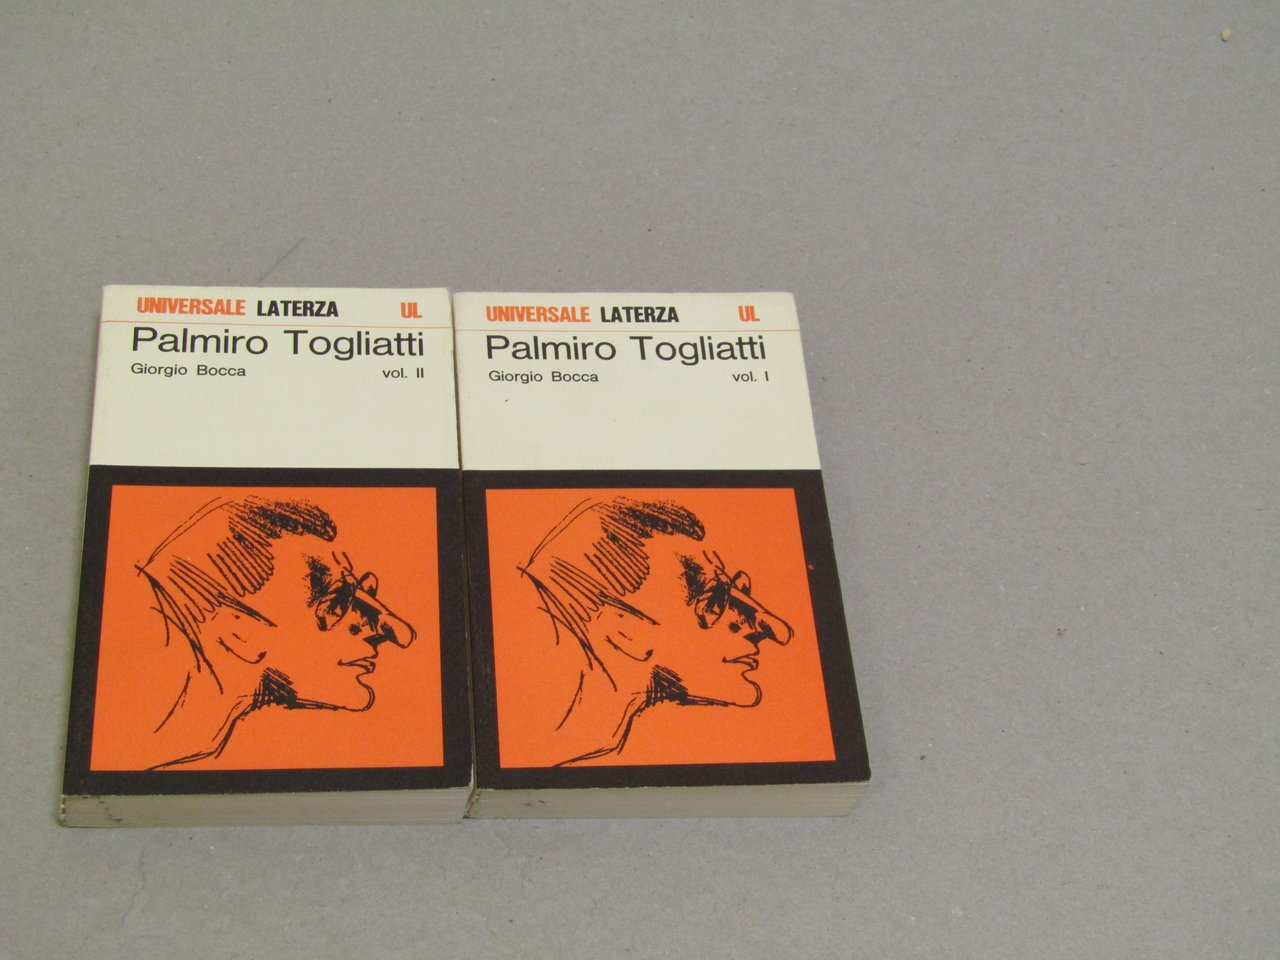 UNIVERSALE LATERZA UL
Palmiro Togliatti
Giorgio Bocca vol. II
UNIVERSALE LATERZA UL
Palmiro Togliatti
Giorgio Bocca vol. I